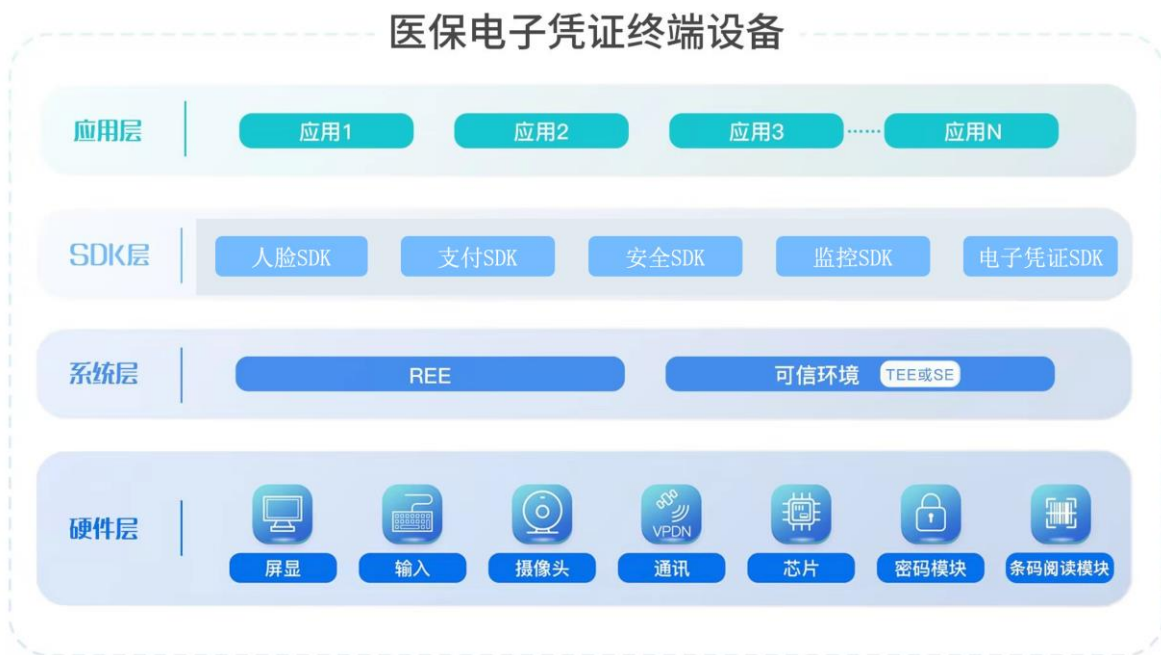 医保电子凭证终端设备
应用层
应用1
应用2
应用3
······
应用N
SDK层
人脸SDK
支付SDK
安全SDK
监控SDK
电子凭证SDK
系统层
REE
可信环境 TEE或SE
硬件层
VPDN
屏显
输入
摄像头
通讯
芯片
密码模块
条码阅读模块